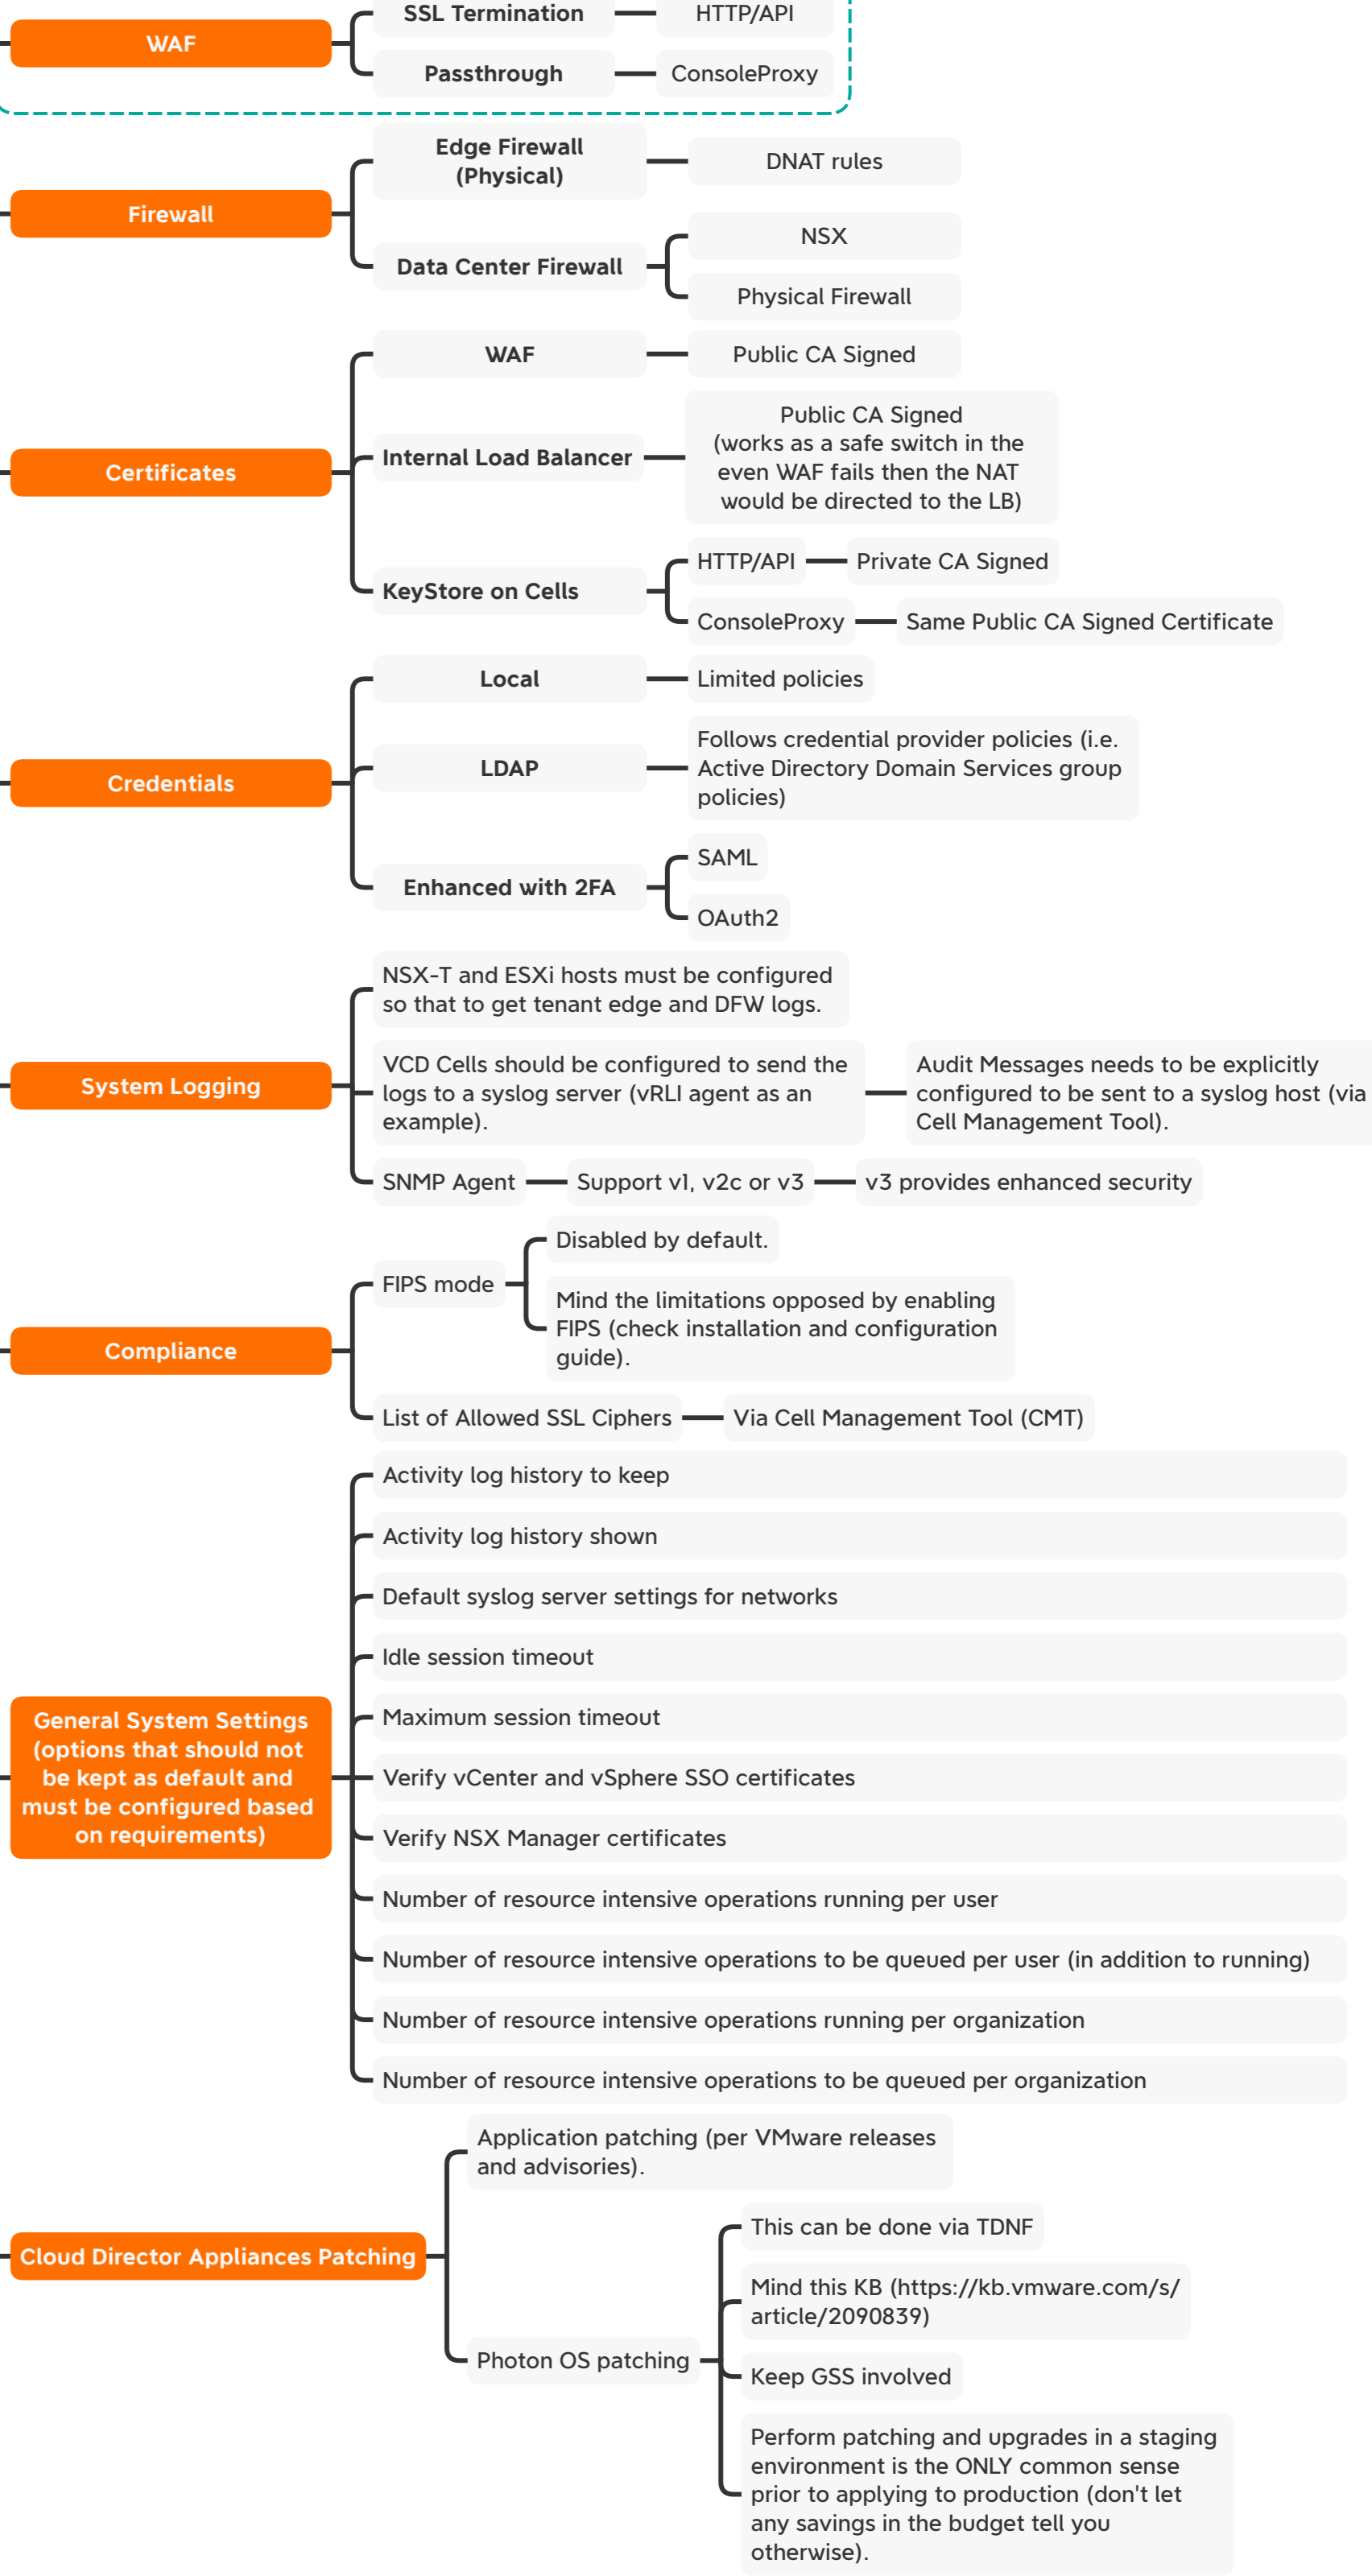 WAF
SSL Termination
HTTP/API
Passthrough
ConsoleProxy
Firewall
Edge Firewall
(Physical)
DNAT rules
Data Center Firewall
NSX
Physical Firewall
Certificates
WAF
Public CA Signed
Internal Load Balancer
Public CA Signed
(works as a safe switch in the
even WAF fails then the NAT
would be directed to the LB)
KeyStore on Cells
HTTP/API
Private CA Signed
ConsoleProxy
Same Public CA Signed Certificate
Credentials
Local
Limited policies
LDAP
Follows credential provider policies (i.e.
Active Directory Domain Services group
policies)
Enhanced with 2FA
SAML
OAuth2
System Logging
NSX-T and ESXi hosts must be configured
so that to get tenant edge and DFW logs.
VCD Cells should be configured to send the
logs to a syslog server (vRLI agent as an
example).
Audit Messages needs to be explicitly
configured to be sent to a syslog host (via
Cell Management Tool).
SNMP Agent
Support v1, v2c or v3
v3 provides enhanced security
Compliance
FIPS mode
Disabled by default.
Mind the limitations opposed by enabling
FIPS (check installation and configuration
guide).
List of Allowed SSL Ciphers
Via Cell Management Tool (CMT)
General System Settings
(options that should not
be kept as default and
must be configured based
on requirements)
Activity log history to keep
Activity log history shown
Default syslog server settings for networks
Idle session timeout
Maximum session timeout
Verify vCenter and vSphere SSO certificates
Verify NSX Manager certificates
Number of resource intensive operations running per user
Number of resource intensive operations to be queued per user (in addition to running)
Number of resource intensive operations running per organization
Number of resource intensive operations to be queued per organization
Cloud Director Appliances Patching
Application patching (per VMware releases
and advisories).
Photon OS patching
This can be done via TDNF
Mind this KB (https://kb.vmware.com/s/
article/2090839)
Keep GSS involved
Perform patching and upgrades in a staging
environment is the ONLY common sense
prior to applying to production (don't let
any savings in the budget tell you
otherwise).